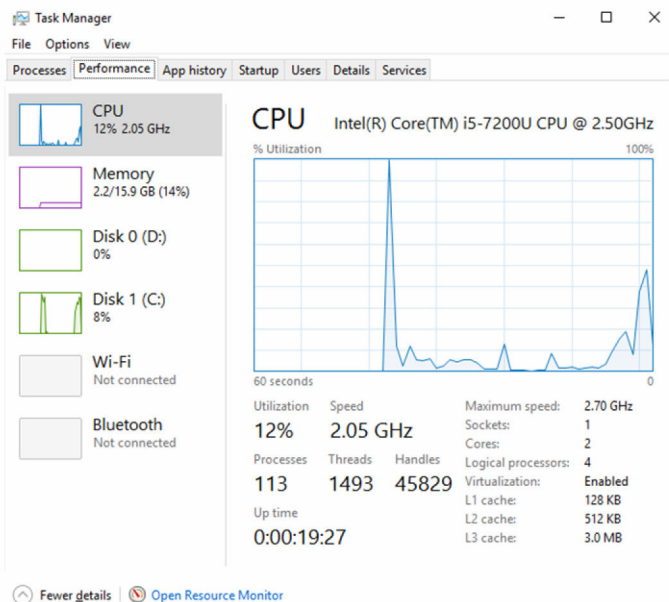 Task Manager
File Options View
Processes Performance App history Startup Users Details Services
CPU
12% 2.05 GHz
Memory
2.2/15.9 GB (14%)
Disk 0 (D:)
0%
Disk 1 (C:)
8%
Wi-Fi
Not connected
Bluetooth
Not connected
CPU Intel(R) Core(TM) i5-7200U CPU @ 2.50GHz
% Utilization 100%
60 seconds 0
Utilization Speed
12% 2.05 GHz
Processes Threads Handles
113 1493 45829
Up time
0:00:19:27
Maximum speed: 2.70 GHz
Sockets: 1
Cores: 2
Logical processors: 4
Virtualization: Enabled
L1 cache: 128 KB
L2 cache: 512 KB
L3 cache: 3.0 MB
Fewer details Open Resource Monitor